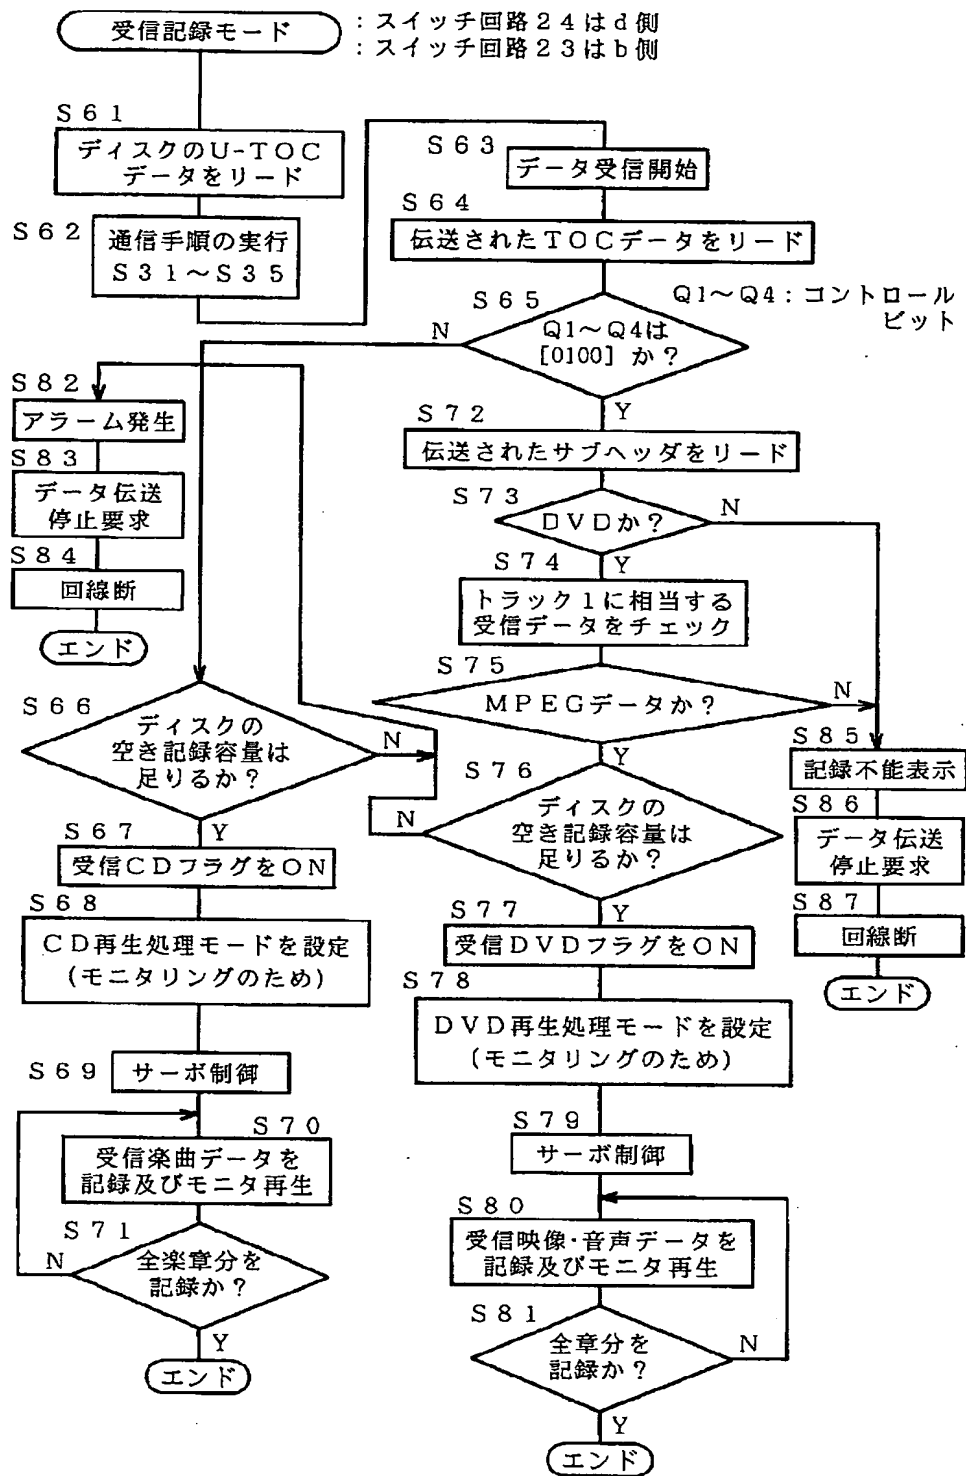 受信記録モード
：スイッチ回路２４はｄ側
：スイッチ回路２３はｂ側
Ｓ６１
ディスクのU-TOC
データをリード
Ｓ６２
通信手順の実行
Ｓ３１～Ｓ３５
Ｓ６３
データ受信開始
Ｓ６４
伝送されたＴＯＣデータをリード
Ｓ６５
Q1～Q4は
[0100] か？
Q1～Q4：コントロール
ビット
N
Y
Ｓ８２
アラーム発生
Ｓ８３
データ伝送
停止要求
Ｓ８４
回線断
エンド
Ｓ７２
伝送されたサブヘッダをリード
Ｓ７３
ＤＶＤか？
N
Y
Ｓ７４
トラック１に相当する
受信データをチェック
Ｓ７５
ＭＰＥＧデータか？
N
Y
Ｓ６６
ディスクの
空き記録容量は
足りるか？
N
Y
Ｓ７６
ディスクの
空き記録容量は
足りるか？
N
Y
Ｓ８５
記録不能表示
Ｓ８６
データ伝送
停止要求
Ｓ８７
回線断
エンド
Ｓ６７
受信ＣＤフラグをＯＮ
Ｓ６８
ＣＤ再生処理モードを設定
（モニタリングのため）
Ｓ６９
サーボ制御
Ｓ７０
受信楽曲データを
記録及びモニタ再生
Ｓ７１
全楽章分を
記録か？
N
Y
エンド
Ｓ７７
受信ＤＶＤフラグをＯＮ
Ｓ７８
ＤＶＤ再生処理モードを設定
（モニタリングのため）
Ｓ７９
サーボ制御
Ｓ８０
受信映像・音声データを
記録及びモニタ再生
Ｓ８１
全章分を
記録か？
N
Y
エンド